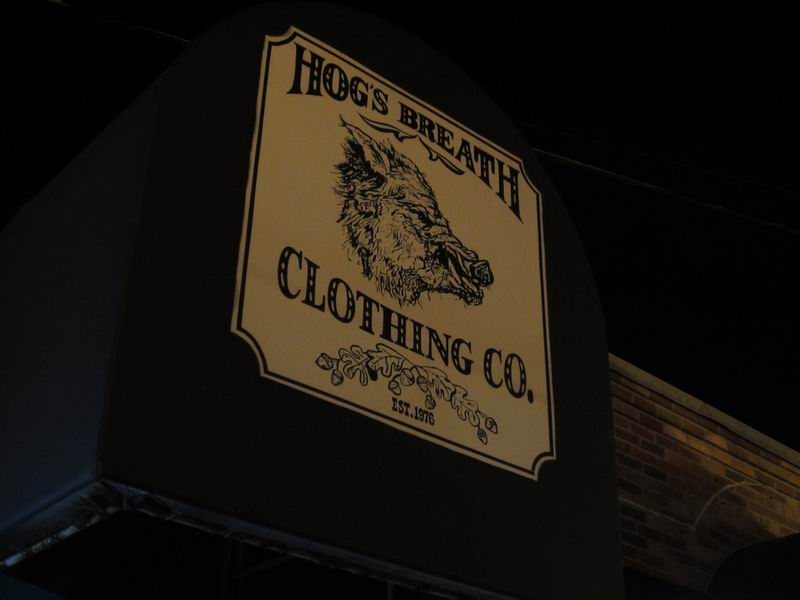 HOG'S BREATH
CLOTHING CO.
EST. 1976